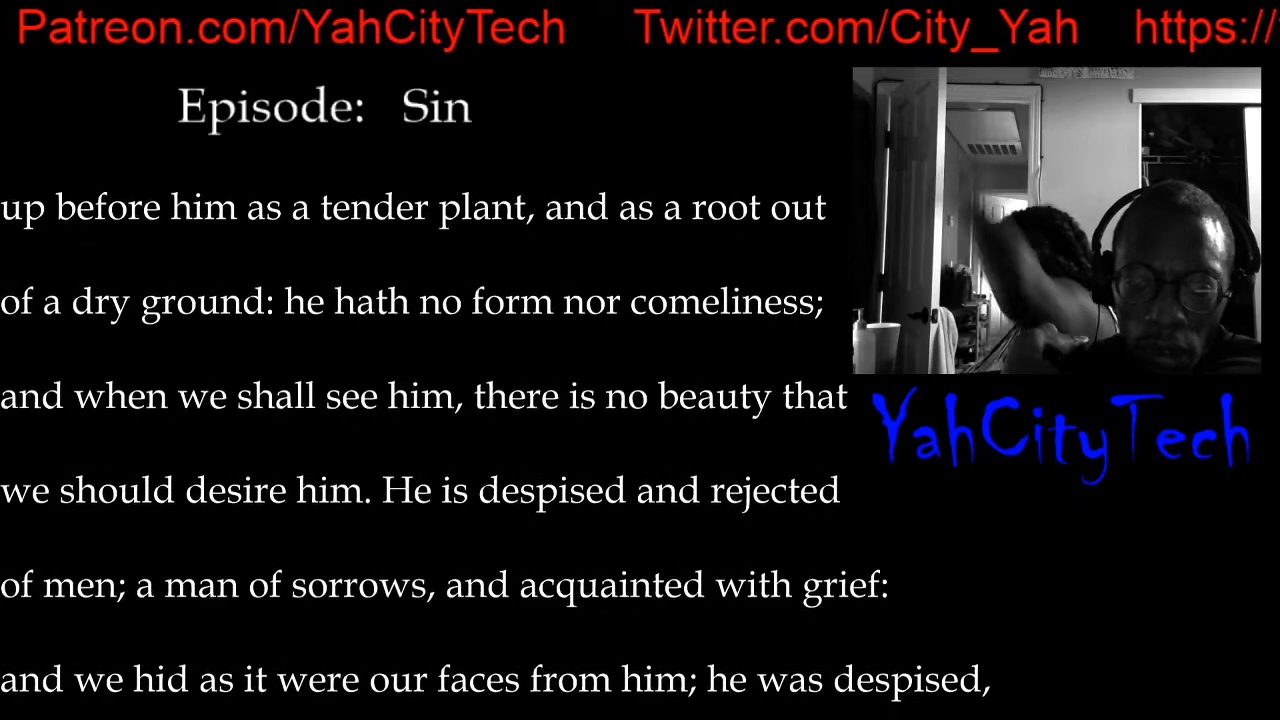 Patreon.com/YahCityTech Twitter.com/City_Yah https://
Episode: Sin
up before him as a tender plant, and as a root out
of a dry ground: he hath no form nor comeliness;
and when we shall see him, there is no beauty that
YahCityTech
we should desire him. He is despised and rejected
of men; a man of sorrows, and acquainted with grief:
and we hid as it were our faces from him; he was despised,